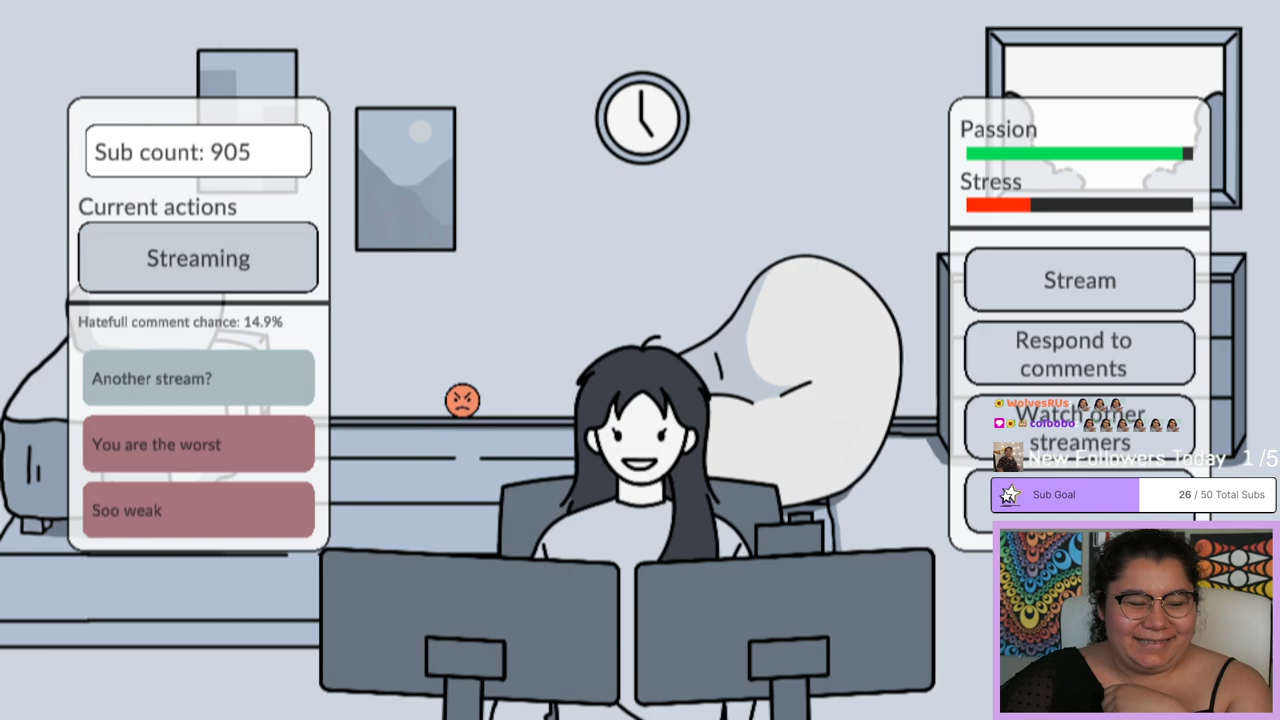 Sub count: 905
Current actions
Streaming
Hatefull comment chance: 14.9%
Another stream?
You are the worst
Soo weak
Passion
Stress
Stream
Respond to
comments
Watch other
streamers
WolvesRUs
colbobo
New Followers Today 1 /5
Sub Goal
26 / 50 Total Subs